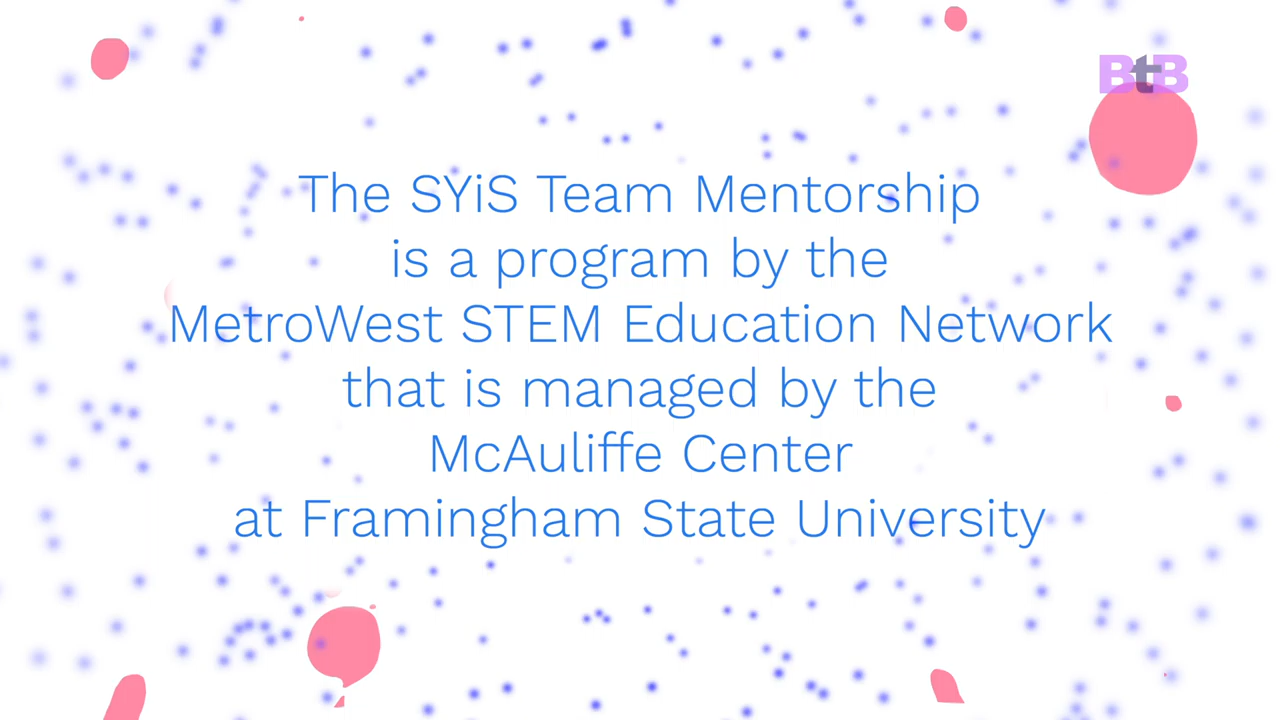 BtB
The SYiS Team Mentorship
is a program by the
MetroWest STEM Education Network
that is managed by the
McAuliffe Center
at Framingham State University